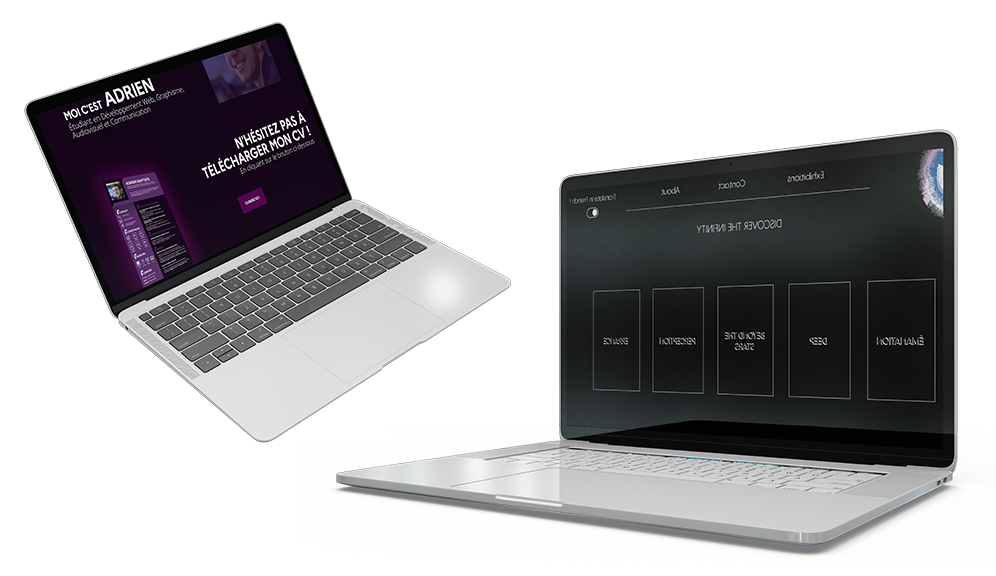 MOI C'EST ADRIEN
Étudiant en Développement Web, Graphisme,
Audiovisuel et Communication
N'HÉSITEZ PAS À
TÉLÉCHARGER MON CV !
En cliquant sur le bouton ci-dessous
CLIQUEZ ICI !
ADRIEN BAPTISTE
Exhibitions
Contact
About
Translate in French !
DISCOVER THE INFINITY
ÉMANATION
DEEP
BEYOND THE
STARS
PERCEPTION